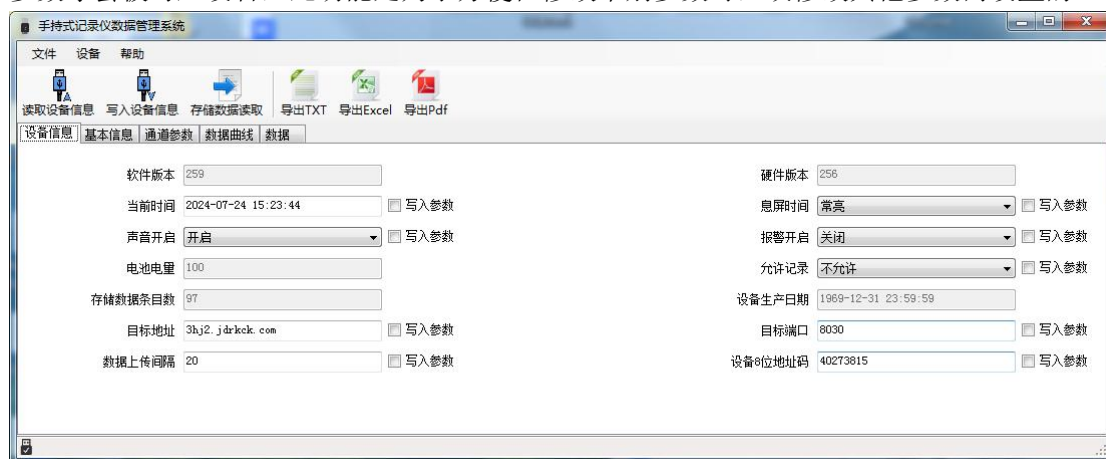 手持式记录仪数据管理系统
文件 设备 帮助
读取设备信息 写入设备信息 存储数据读取 导出TXT 导出Excel 导出Pdf
设备信息 基本信息 通道参数 数据曲线 数据
软件版本 259 硬件版本 256
当前时间 2024-07-24 15:23:44 写入参数 息屏时间 常亮 写入参数
声音开启 开启 写入参数 报警开启 关闭 写入参数
电池电量 100 允许记录 不允许 写入参数
存储数据条目数 97 设备生产日期 1969-12-31 23:59:59
目标地址 3hj2.jdrkck.com 写入参数 目标端口 8030 写入参数
数据上传间隔 20 写入参数 设备8位地址码 40273815 写入参数